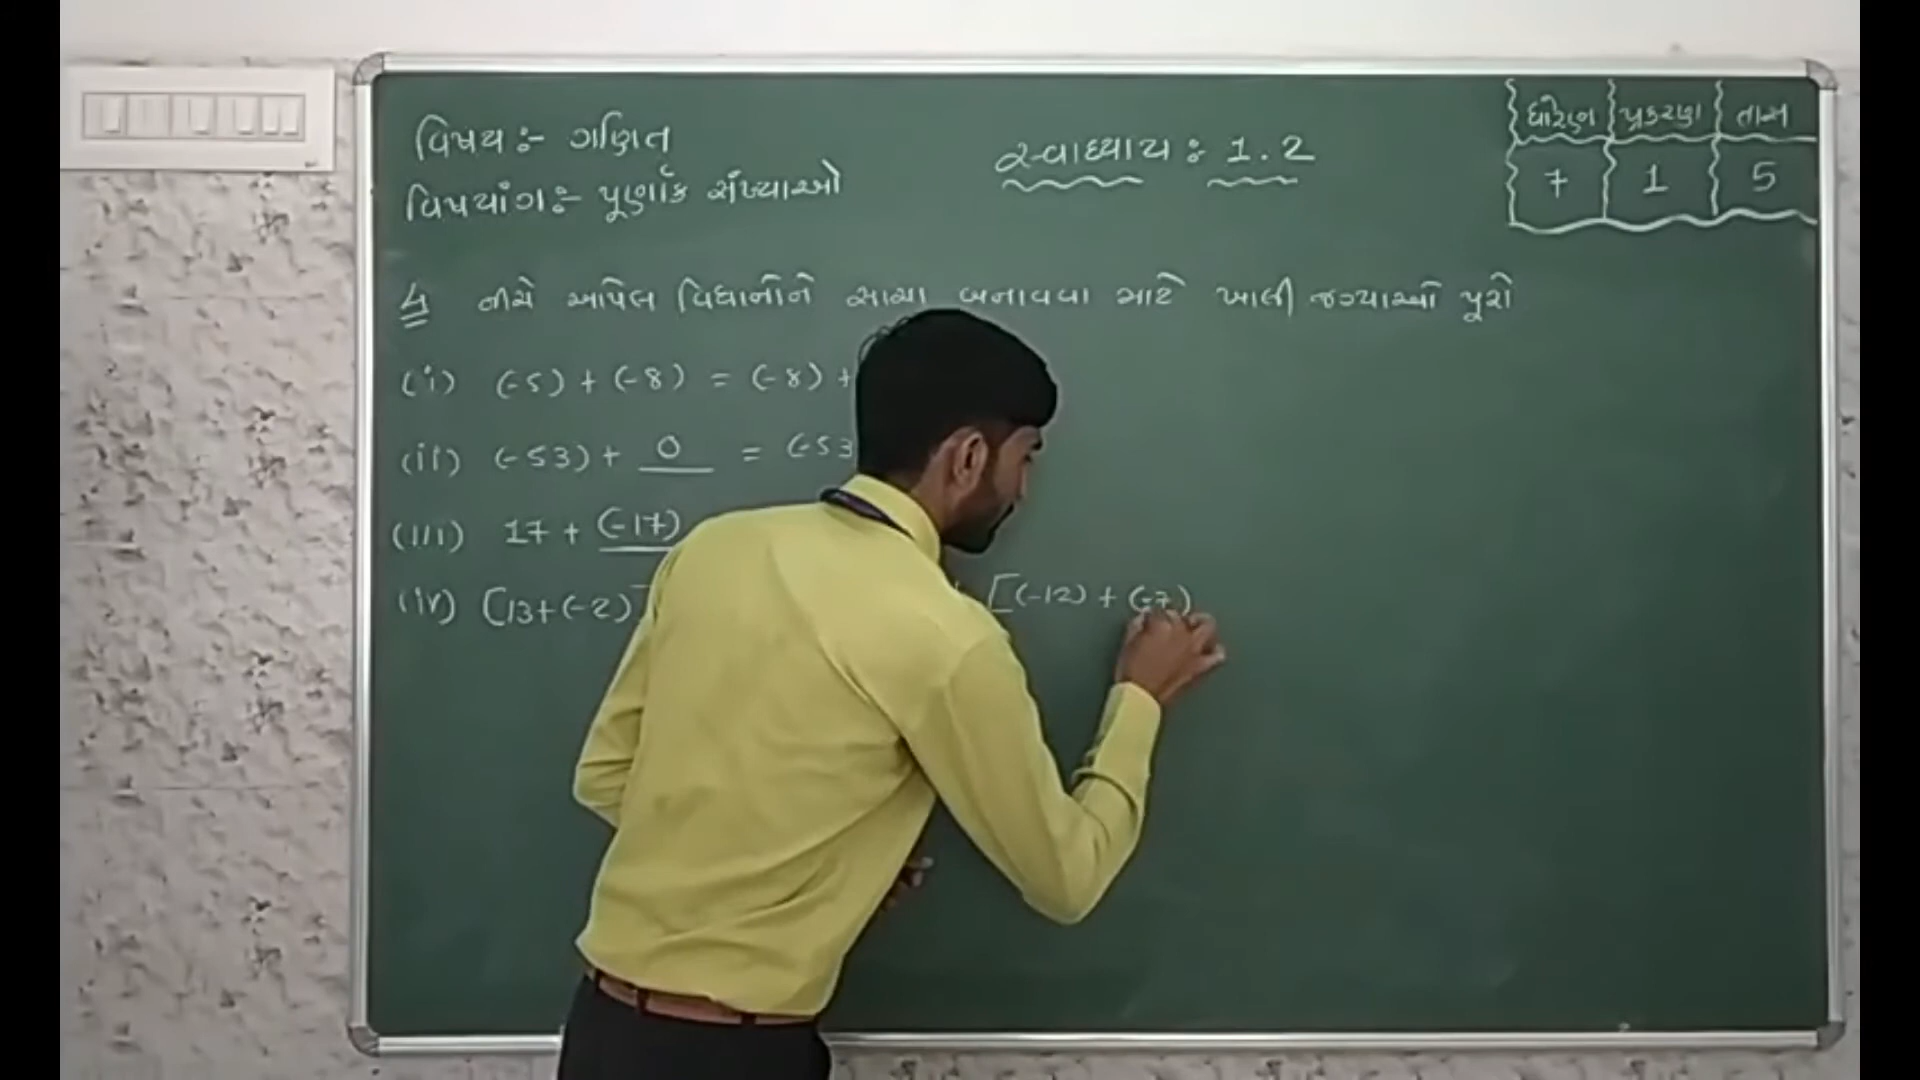 વિષય :- ગણિત
વિષયાંગ :- પૂર્ણાંક સંખ્યાઓ
સ્વાધ્યાય : 1.2
ધોરણ પ્રકરણ તાસ
7 1 5
4 નીચે આપેલ વિધાનોને સાચા બનાવવા માટે ખાલી જગ્યાઓ પૂરો
(i) (-5) + (-8) = (-8) +
(ii) (-53) + 0 = (-53
(iii) 17 + (-17)
(iv) [13+(-2)] [(-12) + (-7)